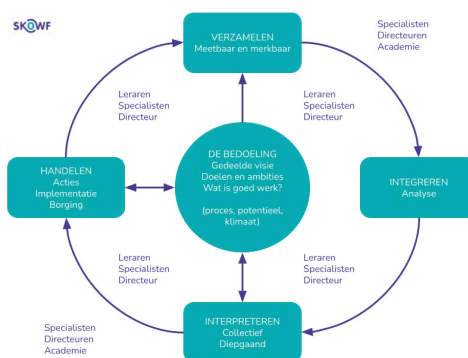 SKOWF
VERZAMELEN
Meetbaar en merkbaar
Specialisten
Directeuren
Academie
Leraren
Specialisten
Directeur
Leraren
Specialisten
Directeur
HANDELEN
Acties
Implementatie
Borging
DE BEDOELING
Gedeelde visie
Doelen en ambities
Wat is goed werk?
(proces, potentieel,
klimaat)
INTEGREREN
Analyse
Leraren
Specialisten
Directeur
Leraren
Specialisten
Directeur
INTERPRETEREN
Collectief
Diepgaand
Specialisten
Directeuren
Academie